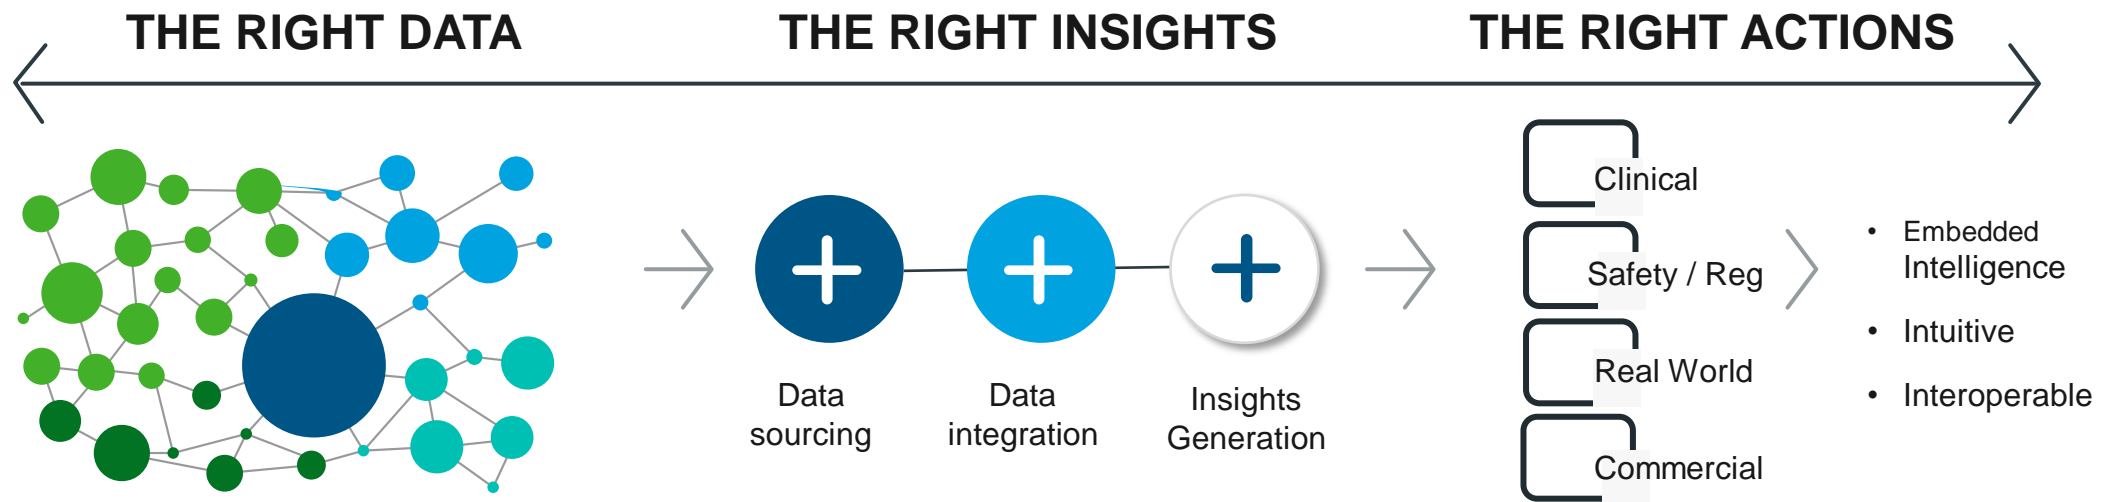 THE RIGHT DATA
THE RIGHT INSIGHTS
THE RIGHT ACTIONS
Data
sourcing
Data
integration
Insights
Generation
Clinical
Safety / Reg
Real World
Commercial
• Embedded
Intelligence
• Intuitive
• Interoperable